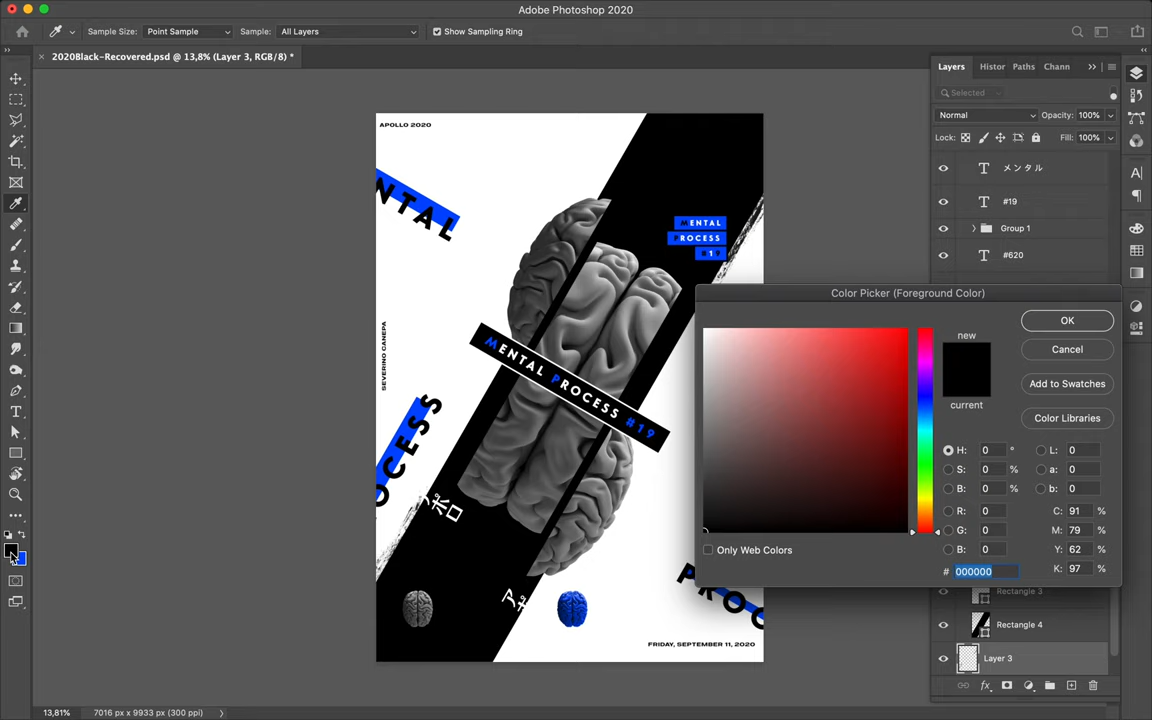 Adobe Photoshop 2020
Sample Size: Point Sample Sample: All Layers Show Sampling Ring
2020Black-Recovered.psd @ 13,8% (Layer 3, RGB/8) *
APOLLO 2020
NTAL
MENTAL
PROCESS
#19
SEVERINO CANEPA
MENTAL PROCESS #19
OCESS
PROC
FRIDAY, SEPTEMBER 11, 2020
Layers Histor Paths Chann
Selected
Normal Opacity: 100%
Lock: Fill: 100%
メンタル
#19
Group 1
#620
Color Picker (Foreground Color)
new
current
OK
Cancel
Add to Swatches
Color Libraries
H: 0 ° L: 0
S: 0 % a: 0
B: 0 % b: 0
R: 0 C: 91 %
G: 0 M: 79 %
B: 0 Y: 62 %
# 000000 K: 97 %
Only Web Colors
Rectangle 3
Rectangle 4
Layer 3
13,81% 7016 px x 9933 px (300 ppi)